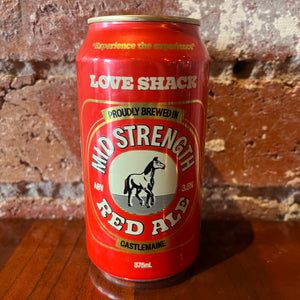 "Experience the experience"
LOVE SHACK
PROUDLY BREWED IN
MID STRENGTH
ABV 3.5%
RED ALE
CASTLEMAINE
375mL